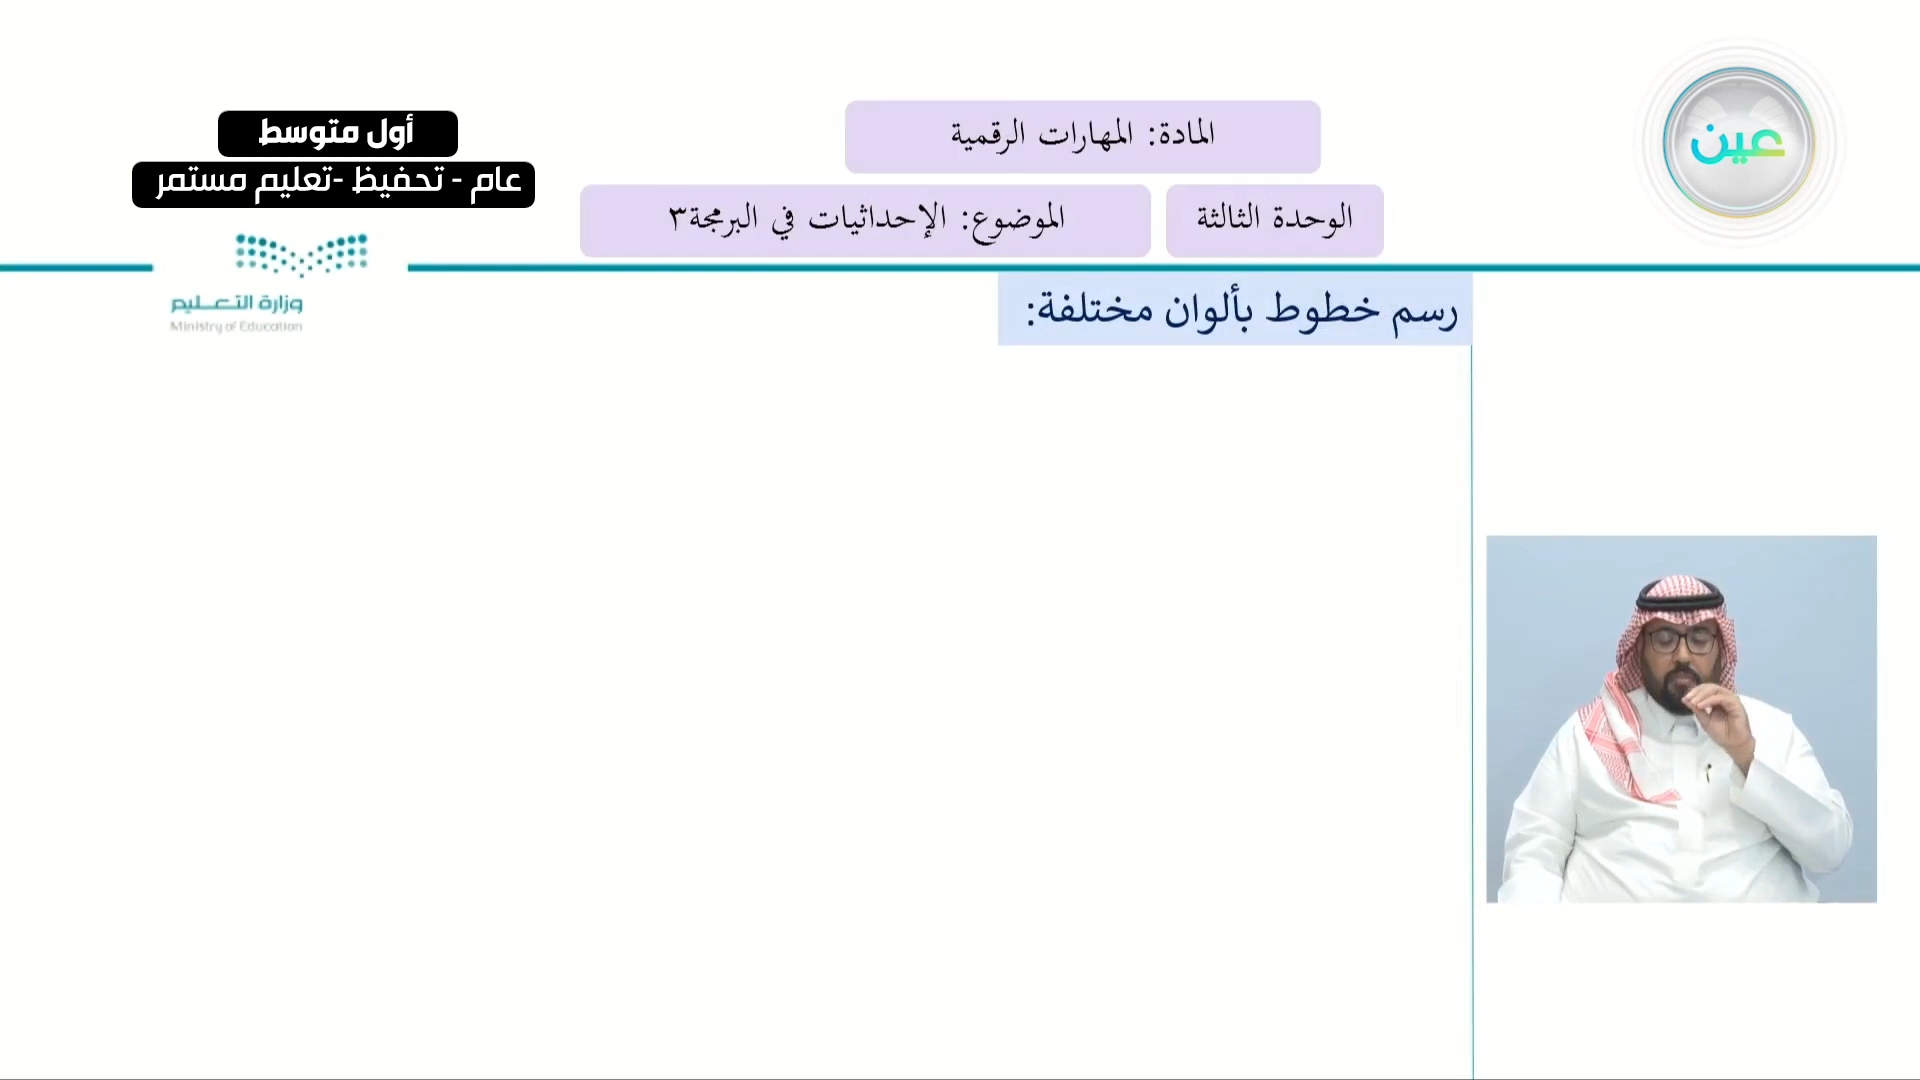 عين
المادة: المهارات الرقمية
أول متوسط
عام - تحفيظ -تعليم مستمر
الوحدة الثالثة
الموضوع: الإحداثيات في البرمجة٣
وزارة التعليم
Ministry of Education
رسم خطوط بألوان مختلفة: